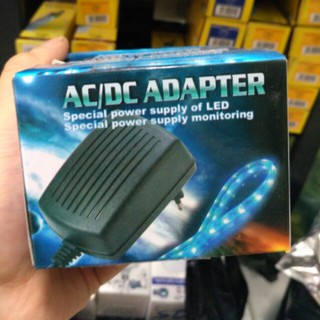 AC/DC ADAPTER
Special power supply of LED
Special power supply monitoring